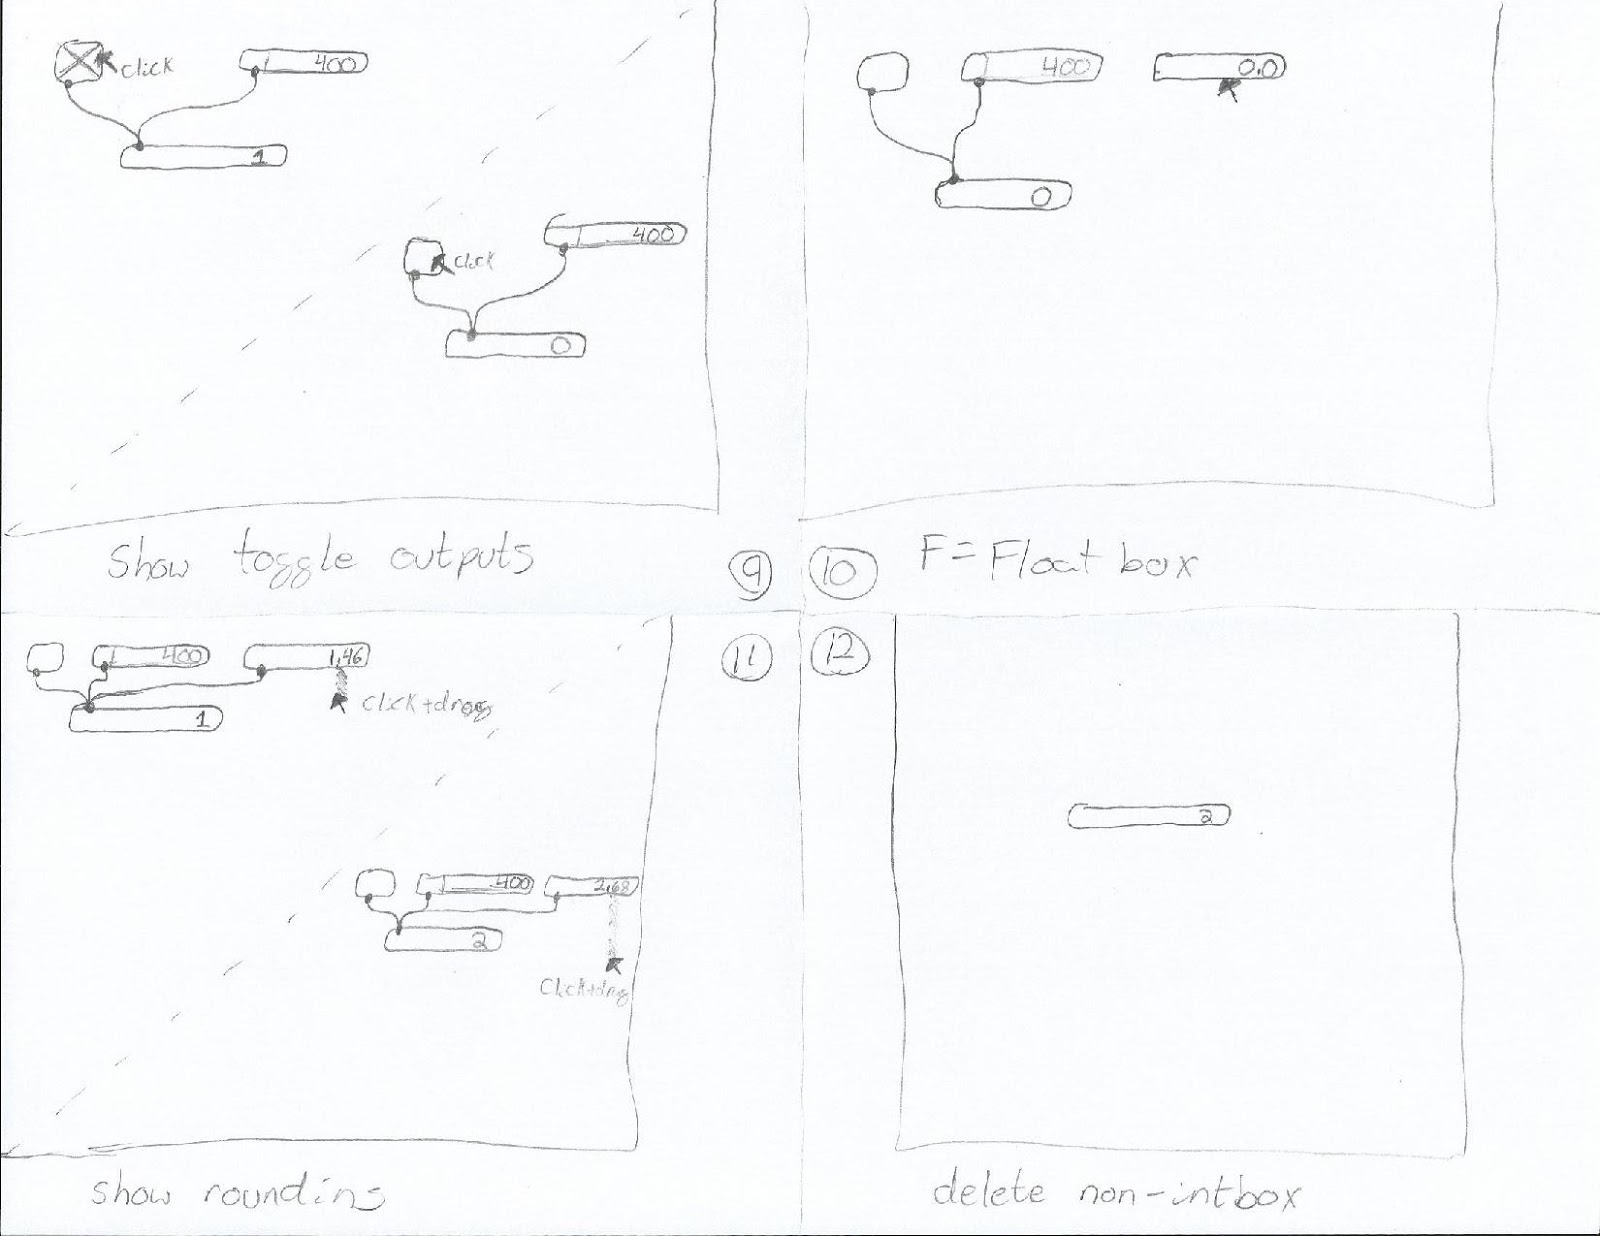 click
400
1
400
click
0
Show toggle outputs
9
400
0.0
0
10
F = Float box
400
1.46
click+drag
1
400
2.68
2
Click+drag
show rounding
11
12
2
delete non-intbox